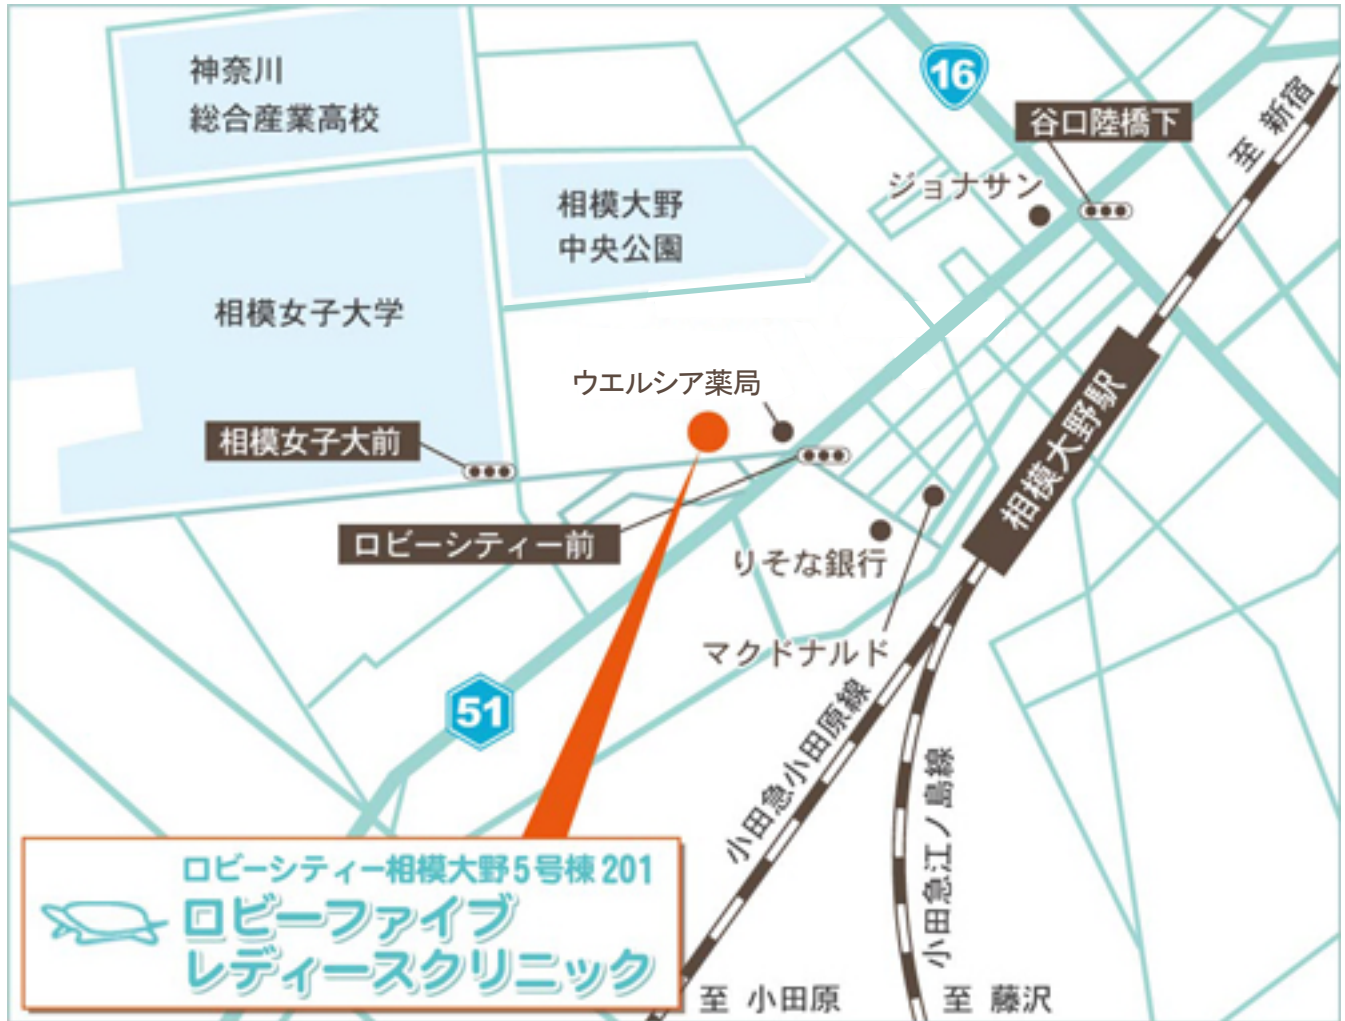 神奈川
総合産業高校
16
谷口陸橋下
至 新宿
ジョナサン
相模大野
中央公園
相模女子大学
ウエルシア薬局
相模女子大前
相模大野駅
ロビーシティー前
りそな銀行
マクドナルド
51
小田急小田原線
小田急江ノ島線
ロビーシティー相模大野5号棟201
ロビーファイブ
レディースクリニック
至 小田原
至 藤沢